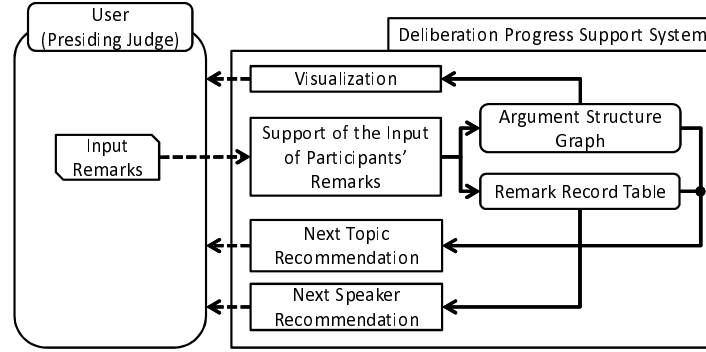 User
(Presiding Judge)
Deliberation Progress Support System
Visualization
Argument Structure
Graph
Input
Remarks
Support of the Input
of Participants’
Remarks
Remark Record Table
Next Topic
Recommendation
Next Speaker
Recommendation